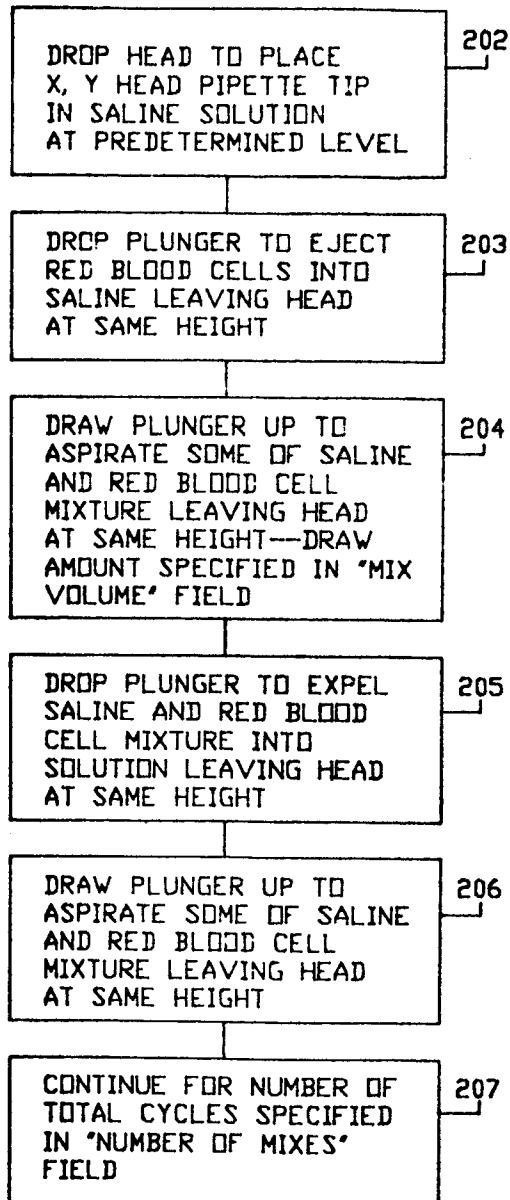 DROP HEAD TO PLACE
X, Y HEAD PIPETTE TIP
IN SALINE SOLUTION
AT PREDETERMINED LEVEL
202
DROP PLUNGER TO EJECT
RED BLOOD CELLS INTO
SALINE LEAVING HEAD
AT SAME HEIGHT
203
DRAW PLUNGER UP TO
ASPIRATE SOME OF SALINE
AND RED BLOOD CELL
MIXTURE LEAVING HEAD
AT SAME HEIGHT--DRAW
AMOUNT SPECIFIED IN "MIX
VOLUME" FIELD
204
DROP PLUNGER TO EXPEL
SALINE AND RED BLOOD
CELL MIXTURE INTO
SOLUTION LEAVING HEAD
AT SAME HEIGHT
205
DRAW PLUNGER UP TO
ASPIRATE SOME OF SALINE
AND RED BLOOD CELL
MIXTURE LEAVING HEAD
AT SAME HEIGHT
206
CONTINUE FOR NUMBER OF
TOTAL CYCLES SPECIFIED
IN "NUMBER OF MIXES"
FIELD
207